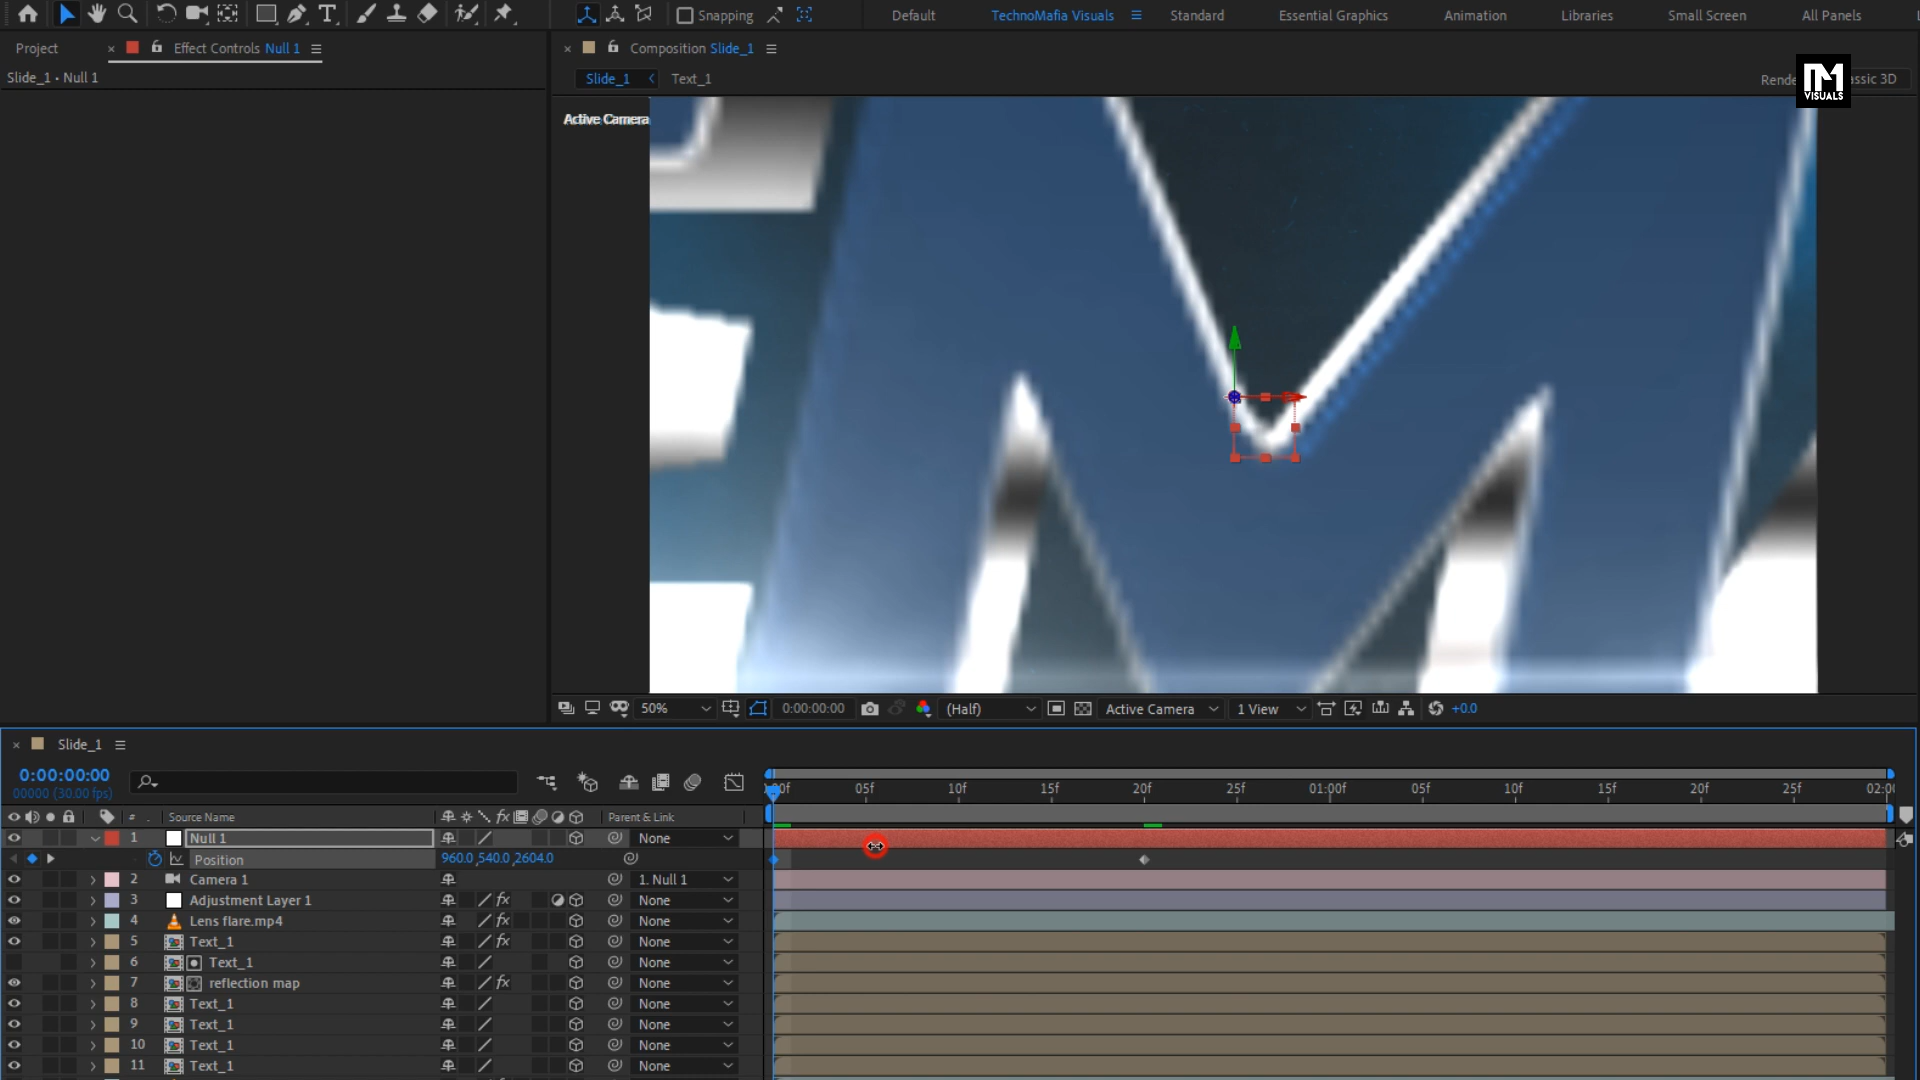 Snapping
Default
TechnoMafia Visuals
Standard
Essential Graphics
Animation
Libraries
Small Screen
All Panels
Project
Effect Controls Null 1
Composition Slide_1
Slide_1 • Null 1
Slide_1
Text_1
VISUALS
assic 3D
Active Camera
50%
0:00:00:00
(Half)
Active Camera
1 View
+0.0
Slide_1
0:00:00:00
00000 (30.00 fps)
05f
10f
15f
20f
25f
01:00f
05f
10f
15f
20f
25f
#
Source Name
Parent & Link
1
Null 1
None
Position
960.0,540.0,2604.0
2
Camera 1
1. Null 1
3
Adjustment Layer 1
None
4
Lens flare.mp4
None
5
Text_1
None
6
Text_1
None
7
reflection map
None
8
Text_1
None
9
Text_1
None
10
Text_1
None
11
Text_1
None